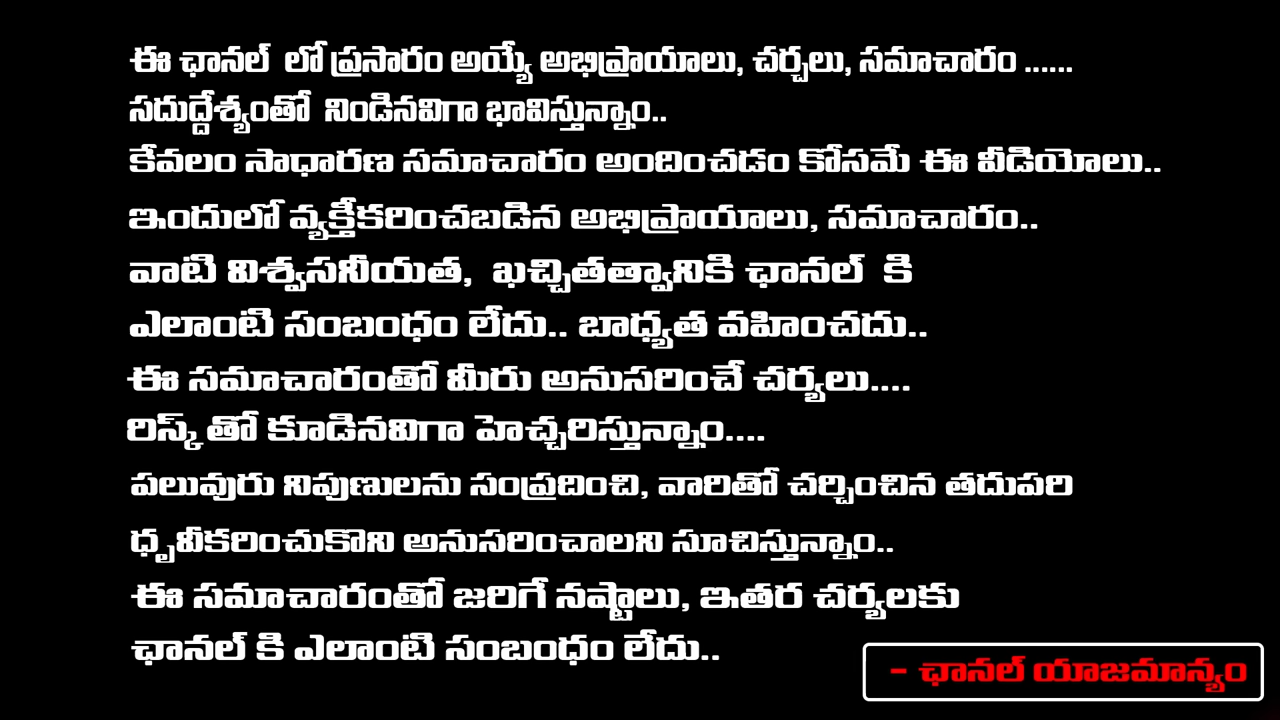 ఈ ఛానల్ లో ప్రసారం అయ్యే అభిప్రాయాలు, చర్చలు, సమాచారం ......
సదుద్దేశ్యంతో నిండినవిగా భావిస్తున్నాం..
కేవలం సాధారణ సమాచారం అందించడం కోసమే ఈ వీడియోలు..
ఇందులో వ్యక్తీకరించబడిన అభిప్రాయాలు, సమాచారం..
వాటి విశ్వసనీయత, ఖచ్చితత్వానికి ఛానల్ కి
ఎలాంటి సంబంధం లేదు.. బాధ్యత వహించదు..
ఈ సమాచారంతో మీరు అనుసరించే చర్యలు....
రిస్క్ తో కూడినవిగా హెచ్చరిస్తున్నాం....
పలువురు నిపుణులను సంప్రదించి, వారితో చర్చించిన తదుపరి
ధృవీకరించుకొని అనుసరించాలని సూచిస్తున్నాం..
ఈ సమాచారంతో జరిగే నష్టాలు, ఇతర చర్యలకు
ఛానల్ కి ఎలాంటి సంబంధం లేదు..
- ఛానల్ యాజమాన్యం